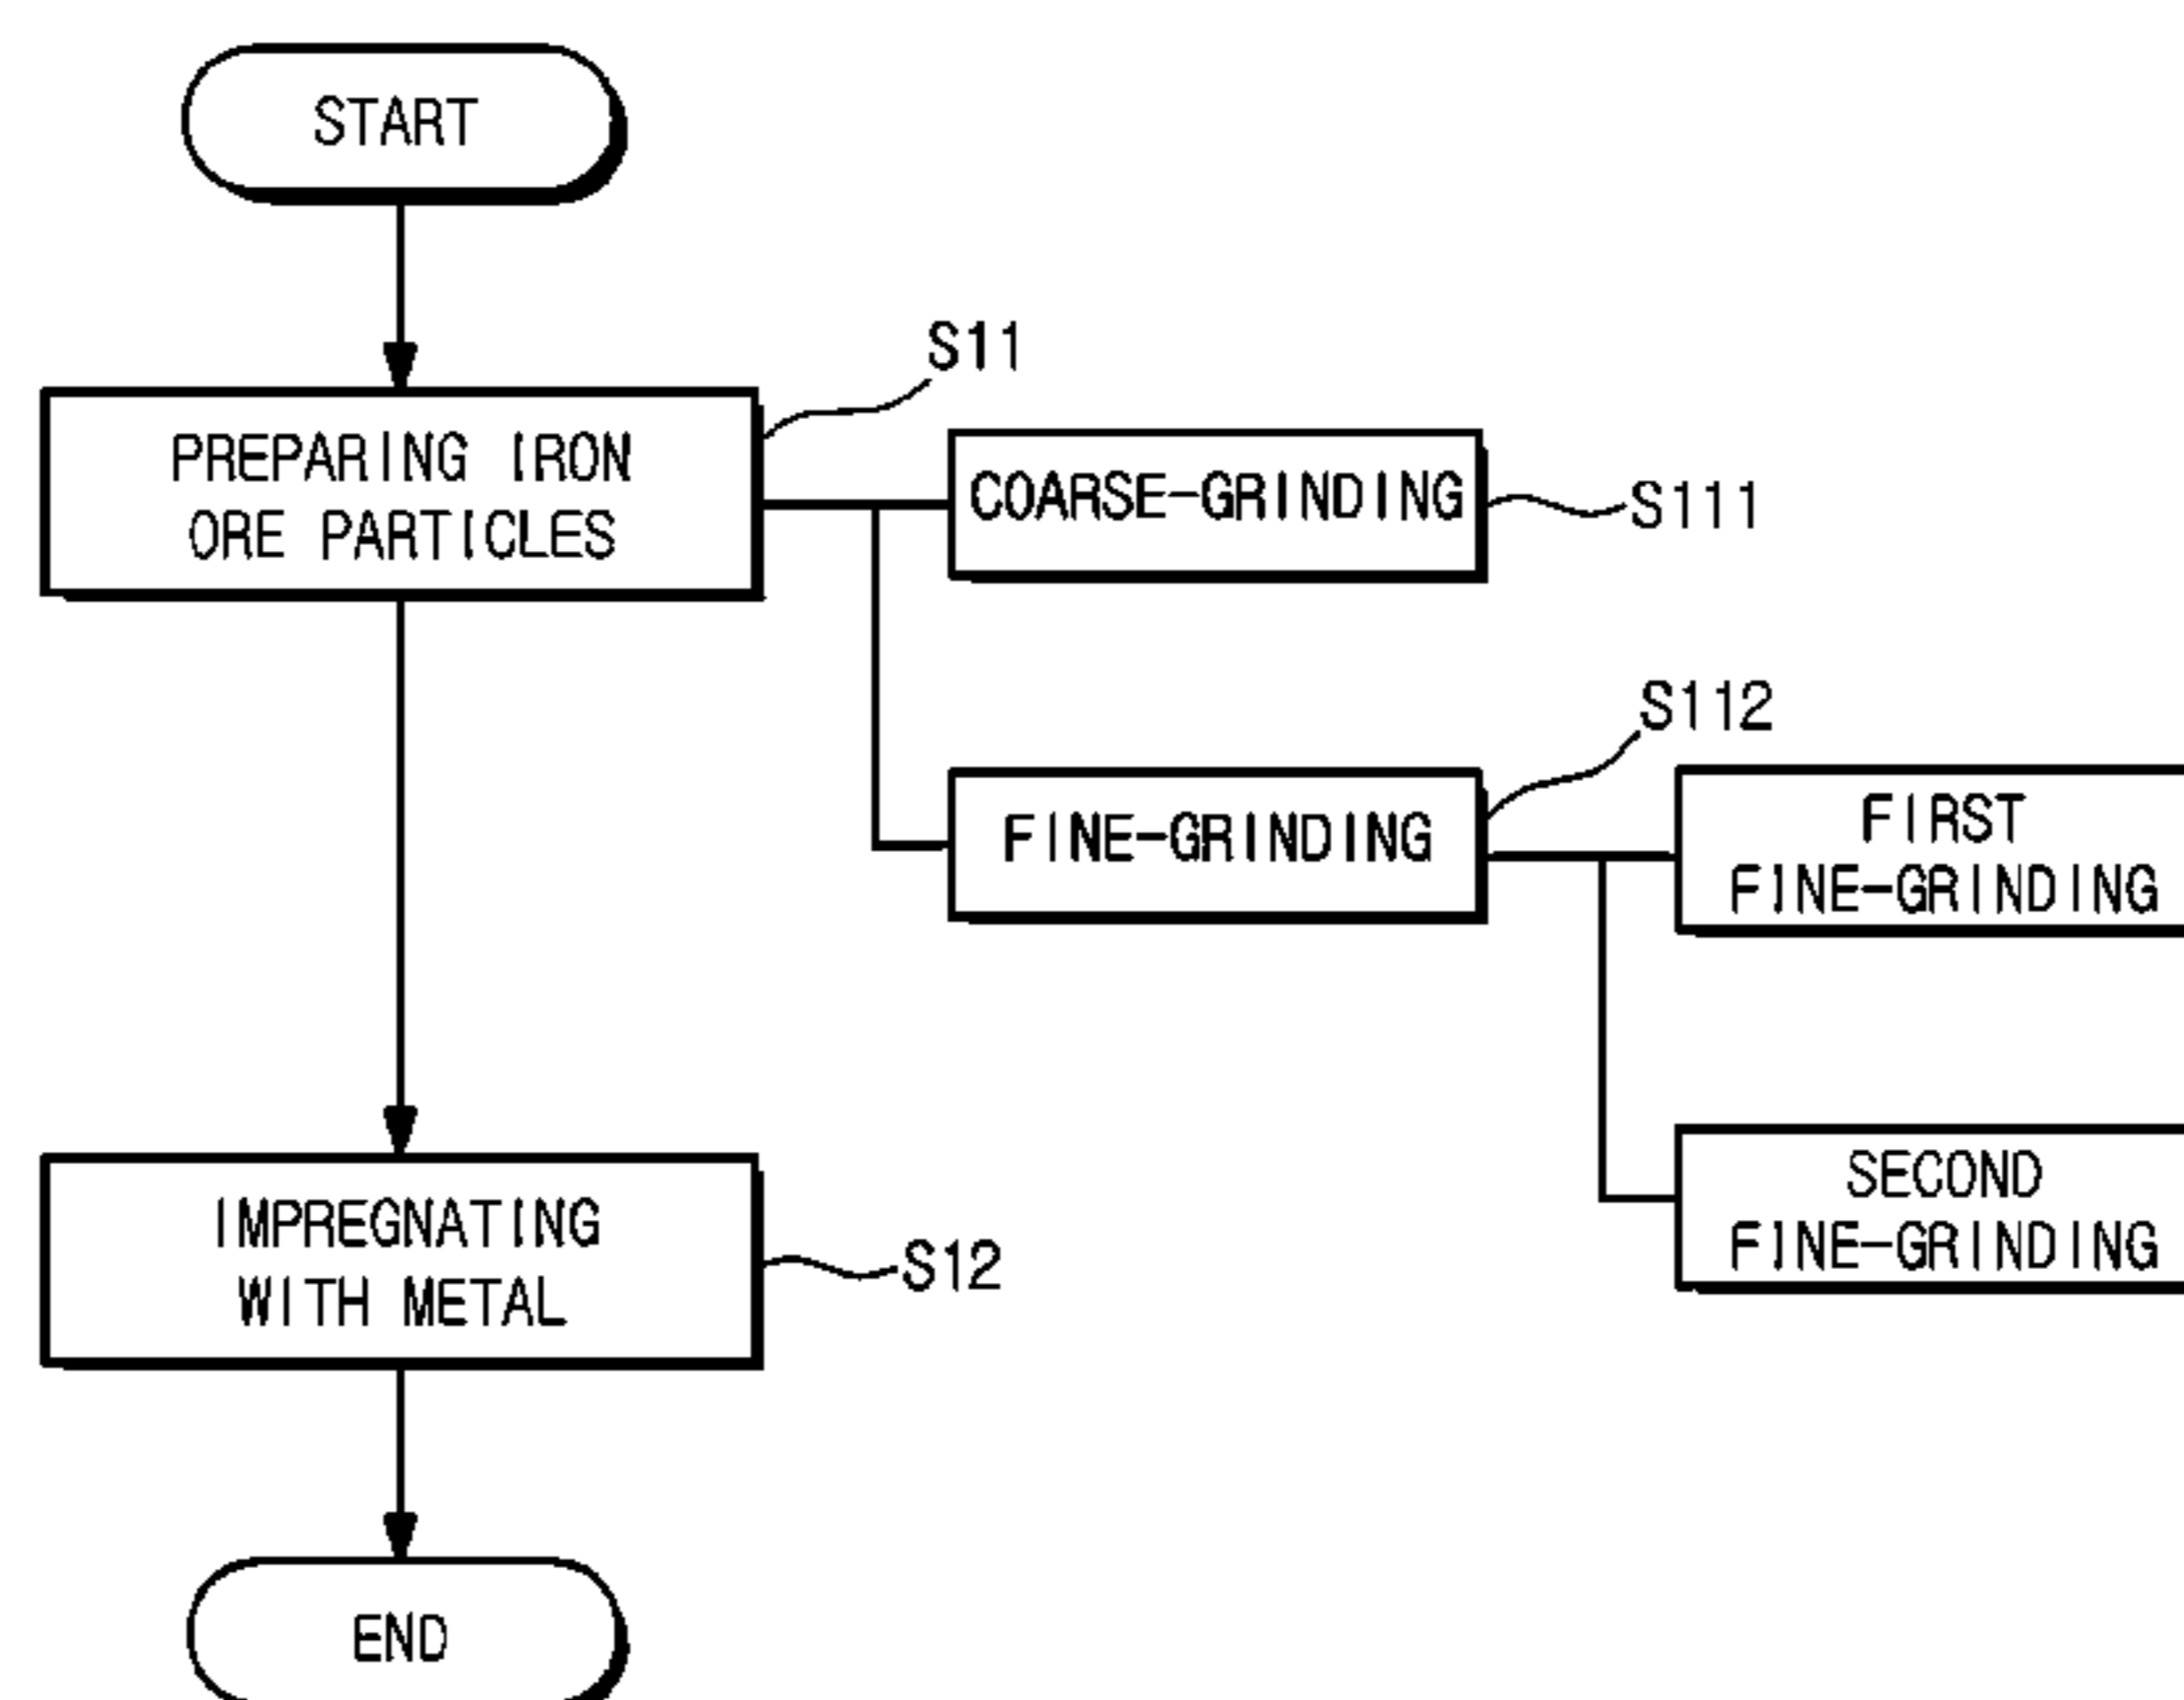 START
S11
PREPARING IRON
ORE PARTICLES
COARSE-GRINDING
S111
S112
FINE-GRINDING
FIRST
FINE-GRINDING
SECOND
FINE-GRINDING
IMPREGNATING
WITH METAL
S12
END